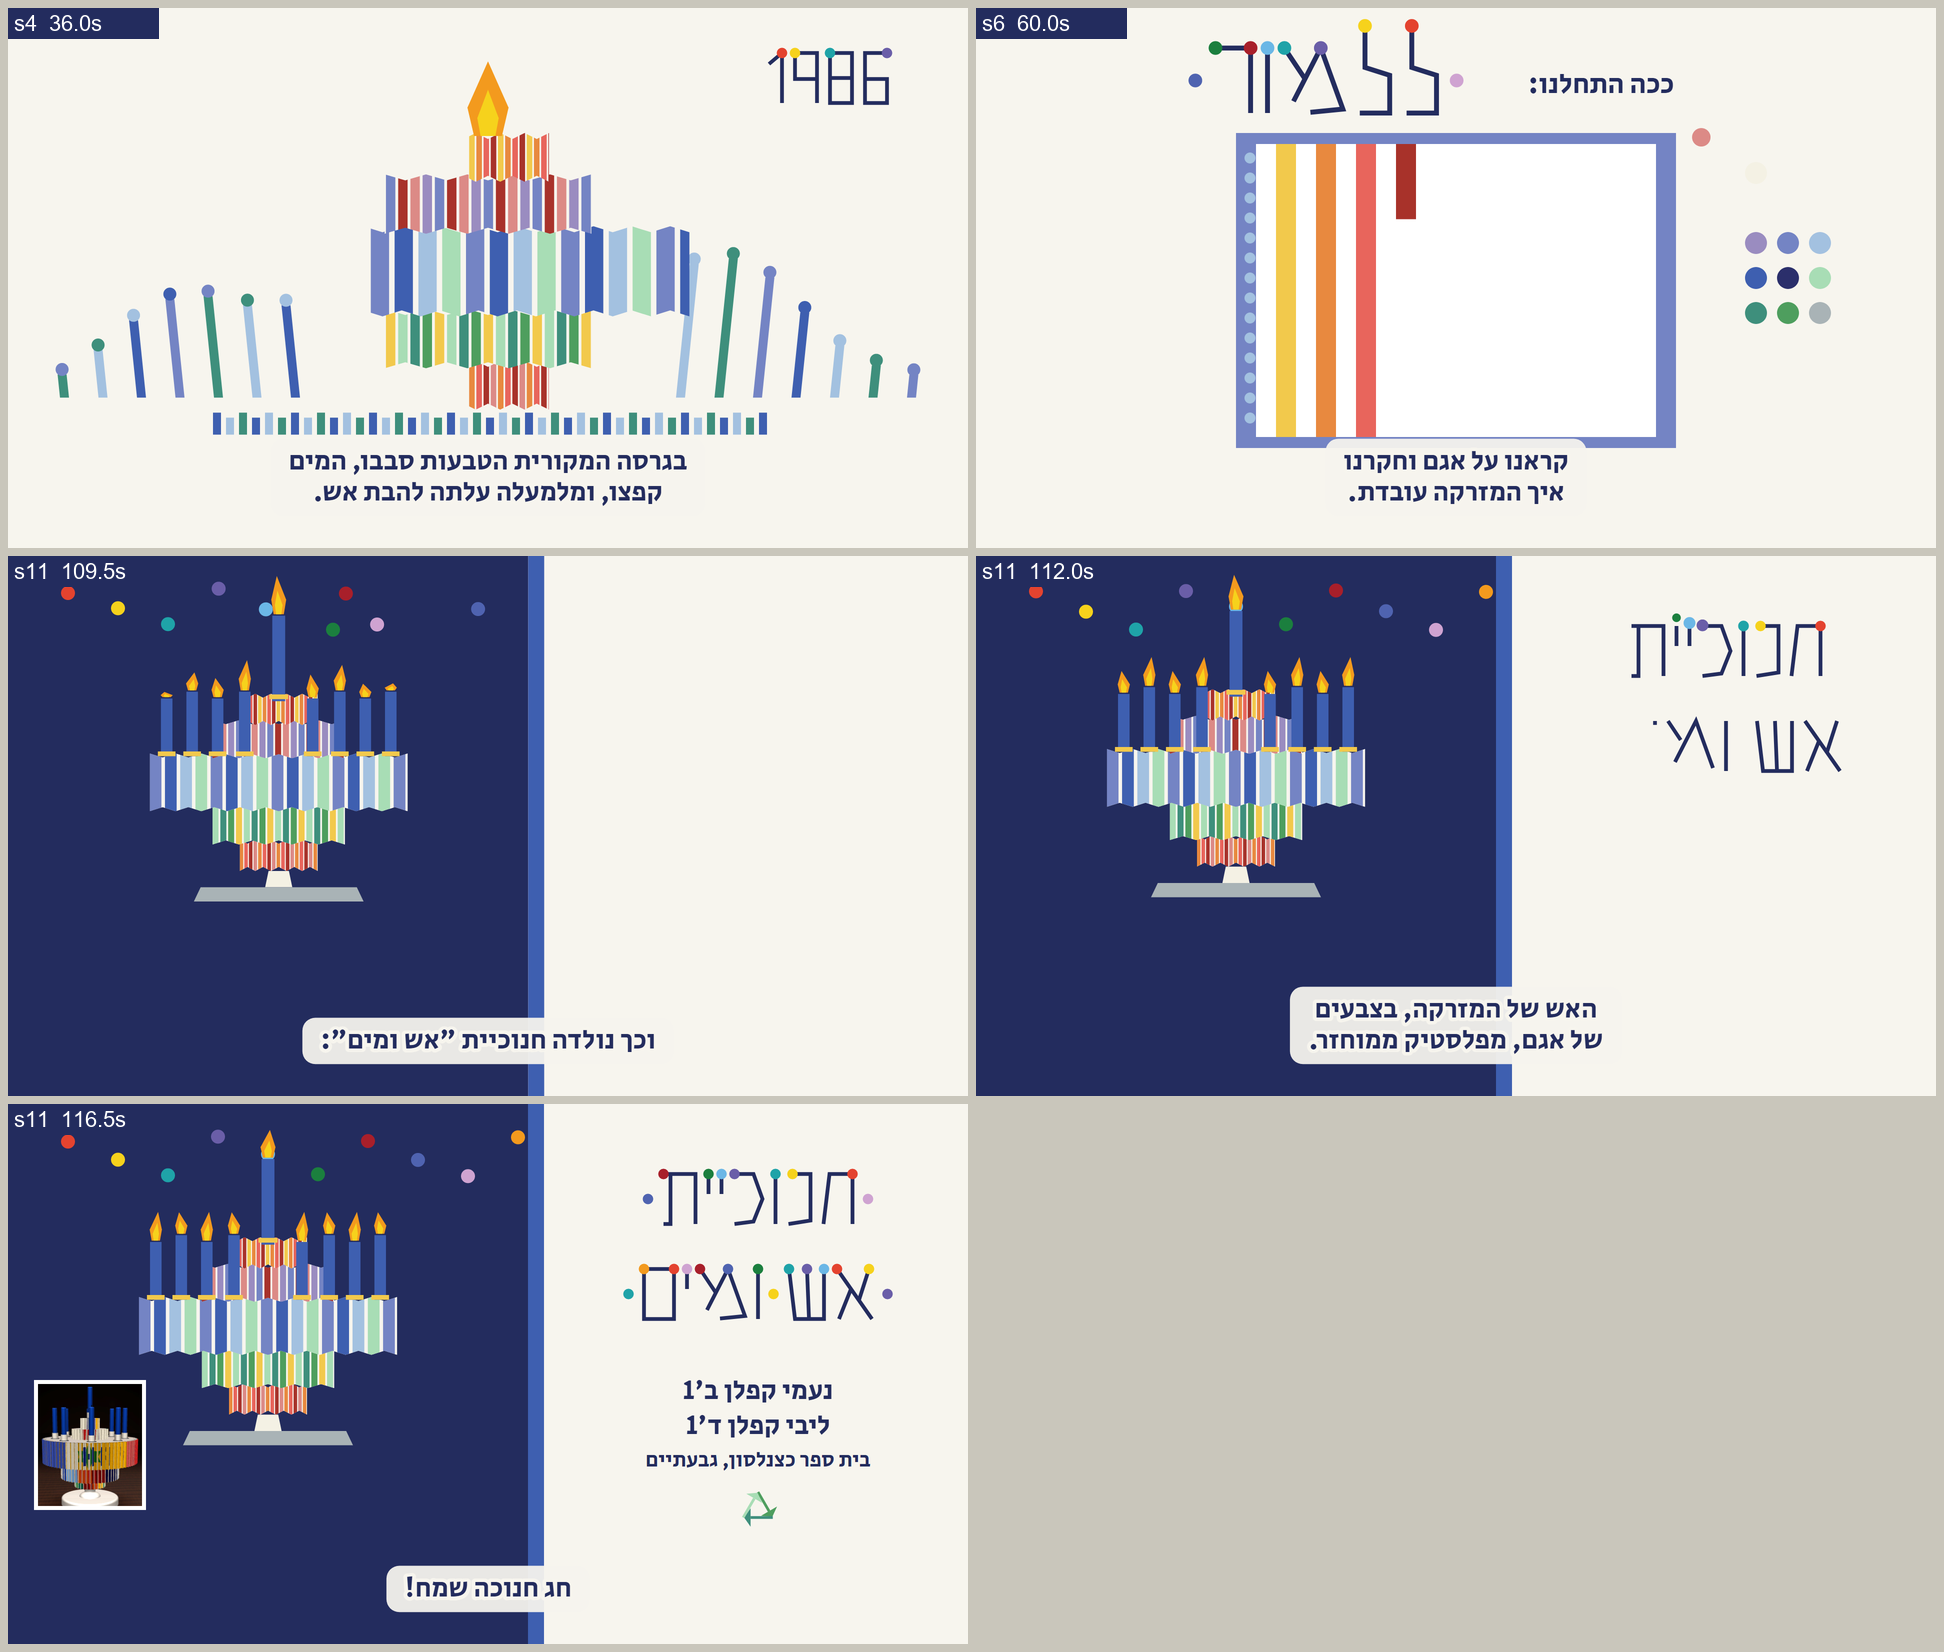 s4 36.0s
1986
בגרסה המקורית הטבעות סבבו, המים
קפצו, ומלמעלה עלתה להבת אש.
s6 60.0s
ככה התחלנו:
ללמוד
קראנו על אגם וחקרנו
איך המזרקה עובדת.
s11 109.5s
וכך נולדה חנוכיית ”אש ומים”:
s11 112.0s
חנוכיית
אש ומי
האש של המזרקה, בצבעים
של אגם, מפלסטיק ממוחזר.
s11 116.5s
חנוכיית
אש ומים
נעמי קפלן ב’1
ליבי קפלן ד’1
בית ספר כצנלסון, גבעתיים
חג חנוכה שמח!